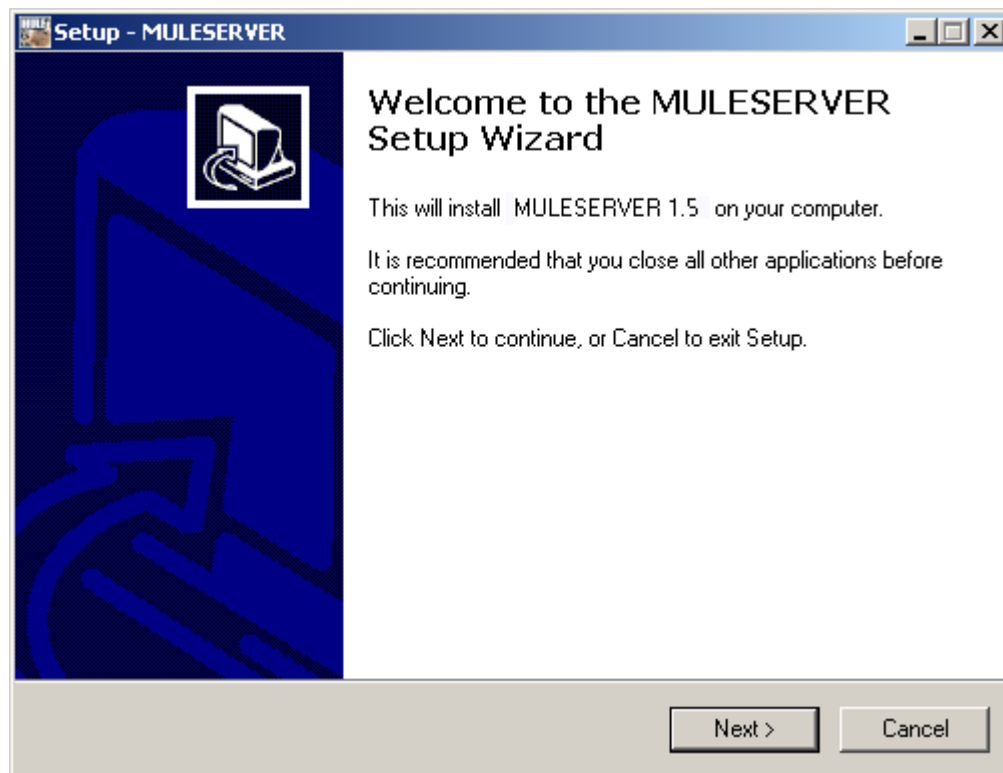 Setup - MULESERVER
Welcome to the MULESERVER
Setup Wizard
This will install MULESERVER 1.5 on your computer.
It is recommended that you close all other applications before
continuing.
Click Next to continue, or Cancel to exit Setup.
Next >
Cancel